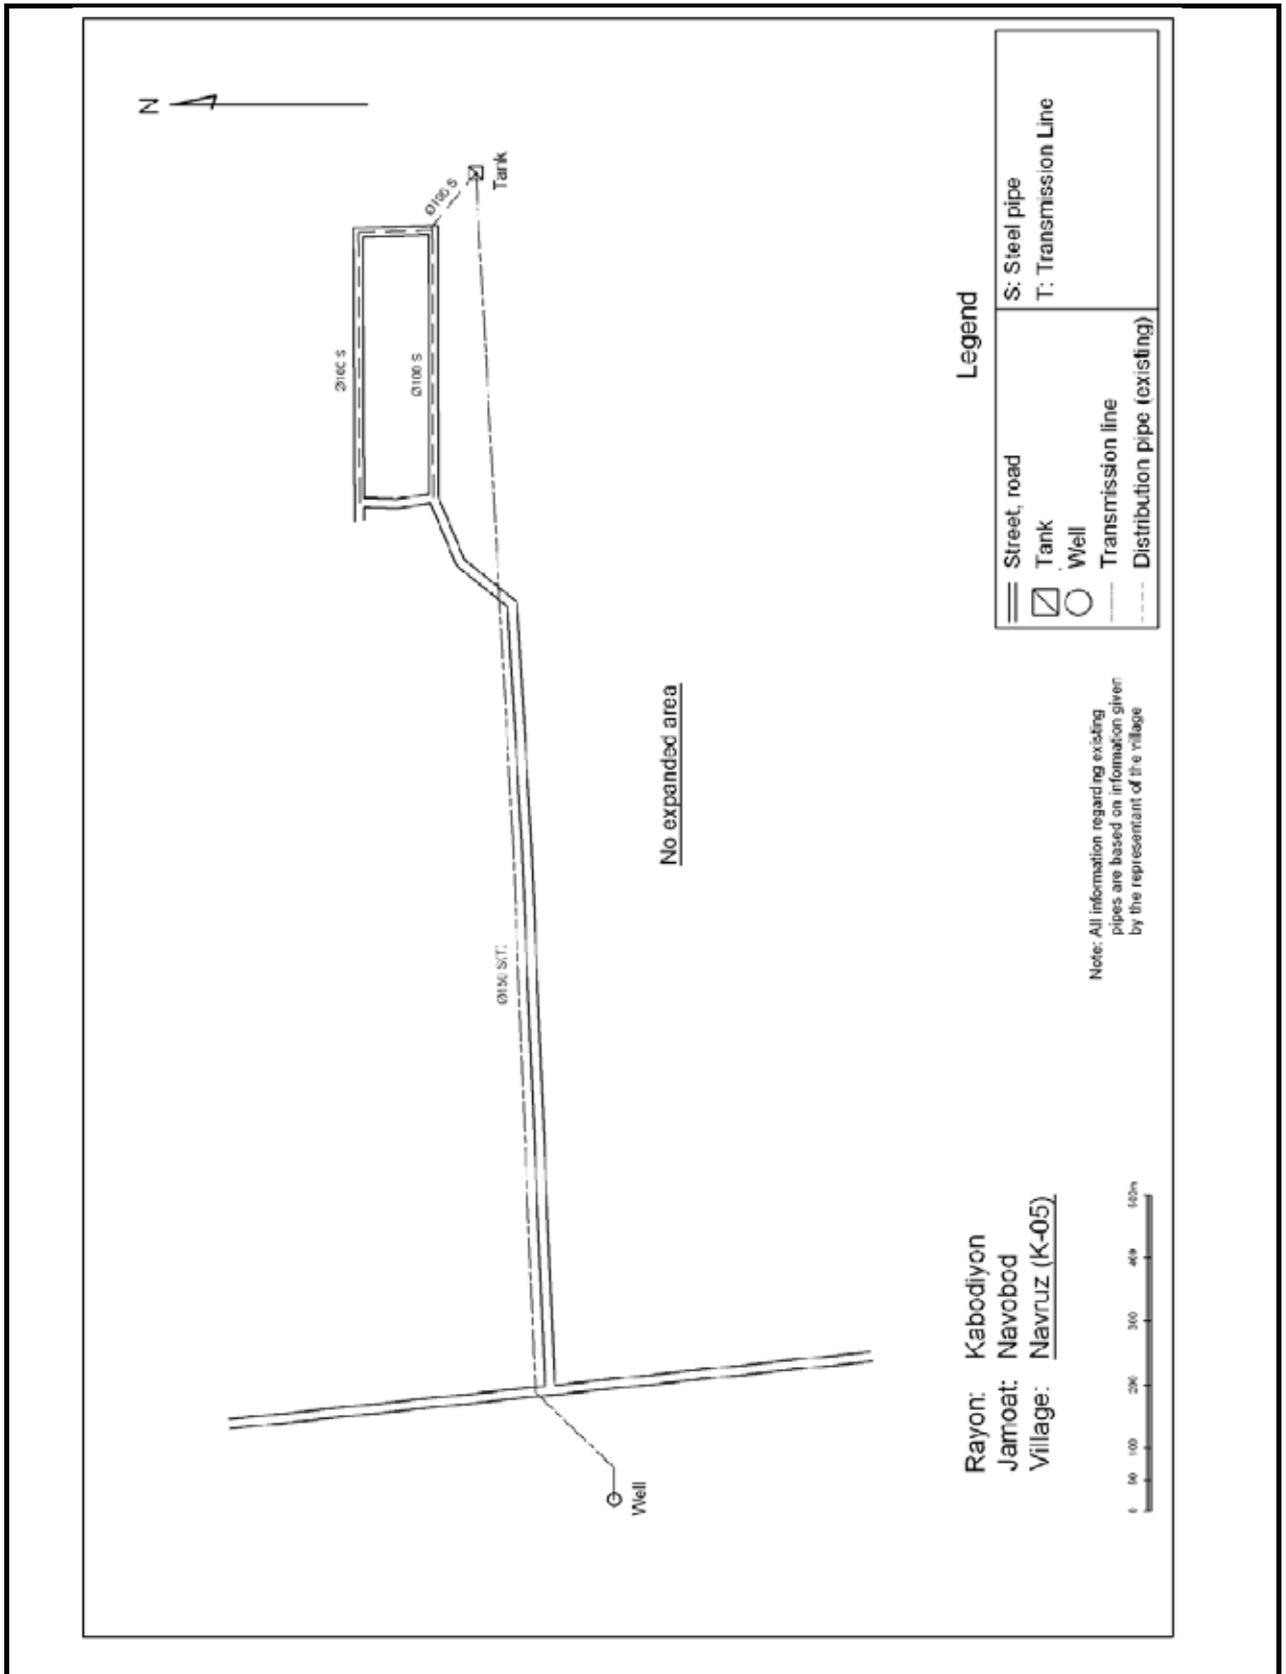 N
Tank
Ø100 S
Ø100 S
Ø150 S(T)
Well
No expanded area
Legend
Street, road
Tank
Well
Transmission line
Distribution pipe (existing)
S: Steel pipe
T: Transmission Line
Note: All information regarding existing
pipes are based on information given
by the representant of the village
Rayon: Kabodiyon
Jamoat: Navobod
Village: Navruz (K-05)
0 50 100 200 300 400 500m